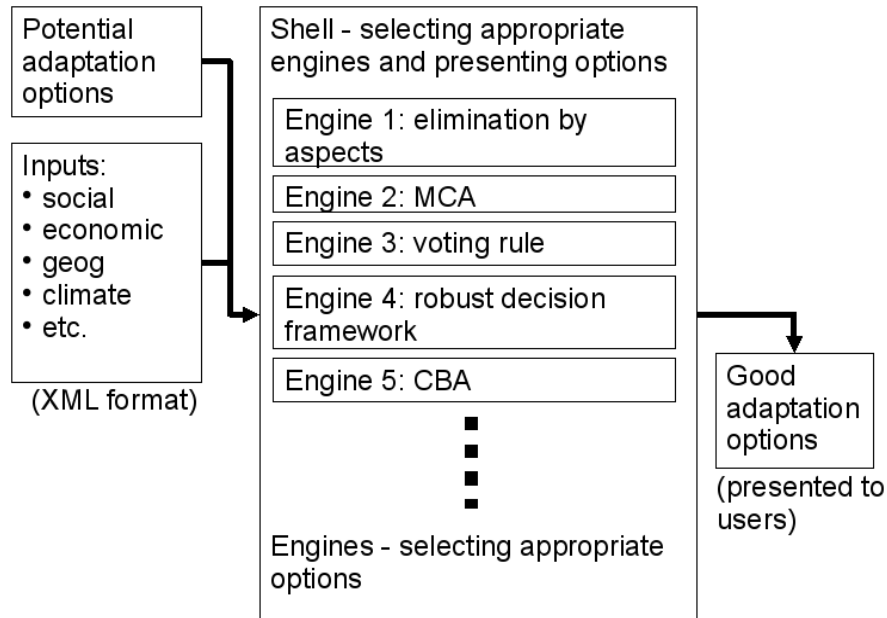 Potential
adaptation
options
Inputs:
• social
• economic
• geog
• climate
• etc.
(XML format)
Shell - selecting appropriate
engines and presenting options
Engine 1: elimination by
aspects
Engine 2: MCA
Engine 3: voting rule
Engine 4: robust decision
framework
Engine 5: CBA
Engines - selecting appropriate
options
Good
adaptation
options
(presented to
users)